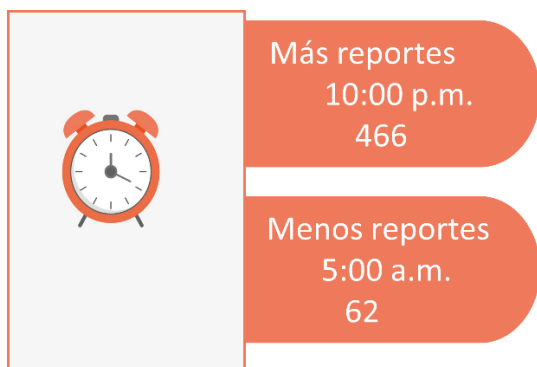 Más reportes
10:00 p.m.
466
Menos reportes
5:00 a.m.
62